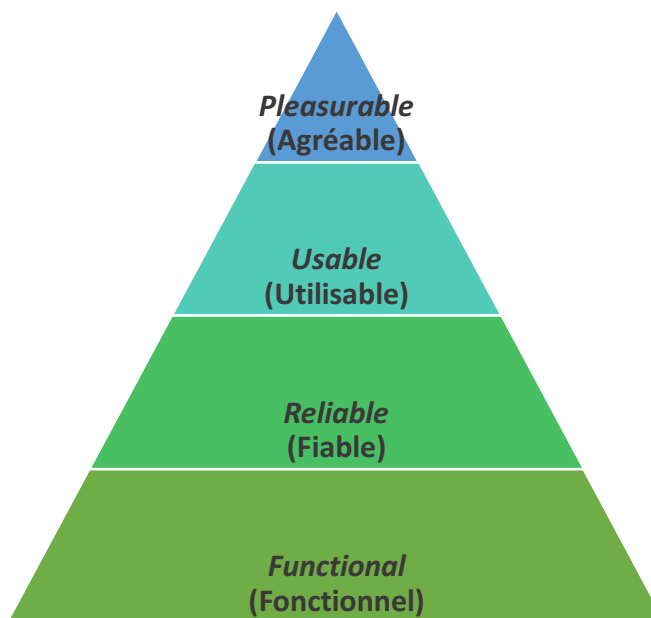 Pleasurable
(Agréable)
Usable
(Utilisable)
Reliable
(Fiable)
Functional
(Fonctionnel)